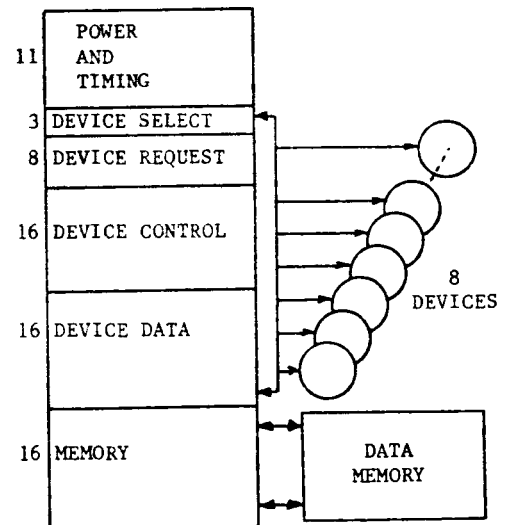 POWER
11 AND
TIMING
3 DEVICE SELECT
8 DEVICE REQUEST
16 DEVICE CONTROL
8
DEVICES
16 DEVICE DATA
16 MEMORY
DATA
MEMORY